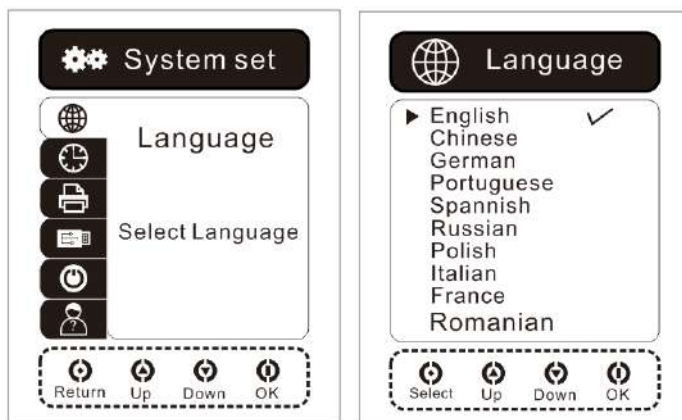 System set
Language
Select Language
Return Up Down OK
Language
English
Chinese
German
Portuguese
Spannish
Russian
Polish
Italian
France
Romanian
Select Up Down OK